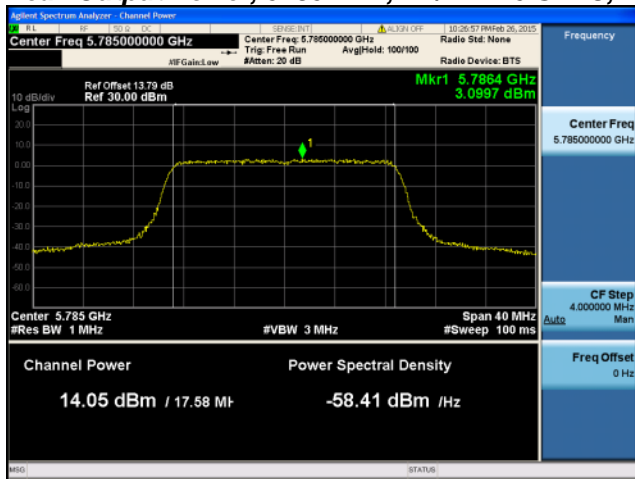 Agilent Spectrum Analyzer - Channel Power
RL RF 50 Ω DC SENSE:INT ALIGN OFF 10:26:57 PM Feb 26, 2015
Center Freq 5.785000000 GHz
Center Freq: 5.785000000 GHz
Radio Std: None
Trig: Free Run Avg|Hold: 100/100
#IFGain:Low #Atten: 20 dB Radio Device: BTS
Mkr1 5.7864 GHz
3.0997 dBm
Ref Offset 13.79 dB
10 dB/div Ref 30.00 dBm
Log
20.0
10.0
0.00
-10.0
-20.0
-30.0
-40.0
-50.0
-60.0
1
Center 5.785 GHz Span 40 MHz
#Res BW 1 MHz #VBW 3 MHz #Sweep 100 ms
Channel Power Power Spectral Density
14.05 dBm / 17.58 MH -58.41 dBm /Hz
MSG STATUS
Frequency
Center Freq
5.785000000 GHz
CF Step
4.000000 MHz
Auto Man
Freq Offset
0 Hz